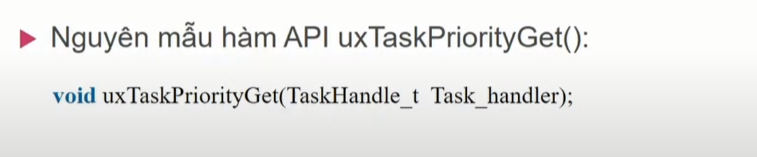 Nguyên mẫu hàm API uxTaskPriorityGet():
void uxTaskPriorityGet(TaskHandle_t Task_handler);